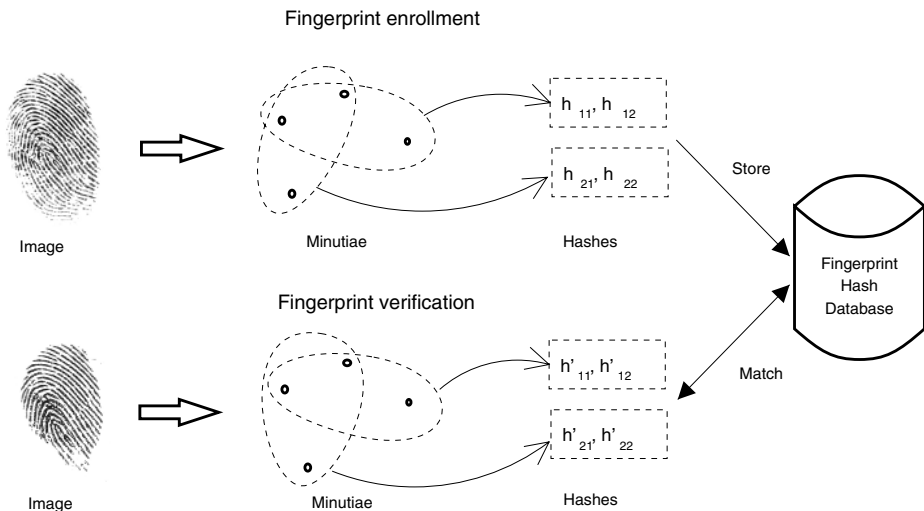 Fingerprint enrollment
h 11, h 12
h 21, h 22
Store
Image
Minutiae
Hashes
Fingerprint
Hash
Database
Fingerprint verification
h' 11, h' 12
Match
h' 21, h' 22
Image
Minutiae
Hashes